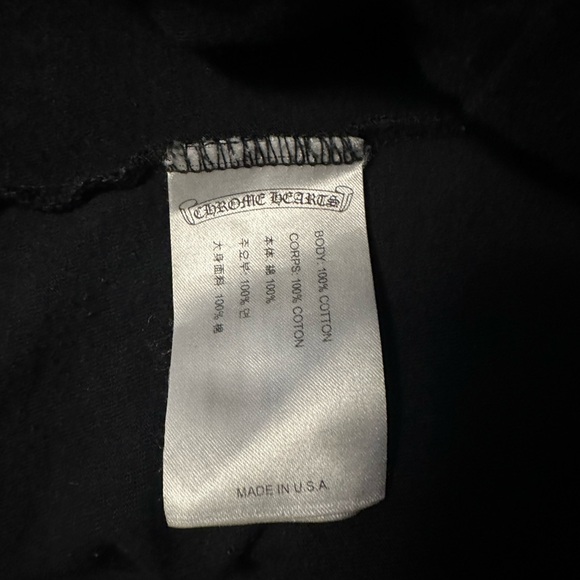 CHROME HEARTS
BODY: 100% COTTON
CORPS: 100% COTON
本体 綿 100%
주요부: 100% 면
大身面料: 100% 棉
MADE IN U.S.A.